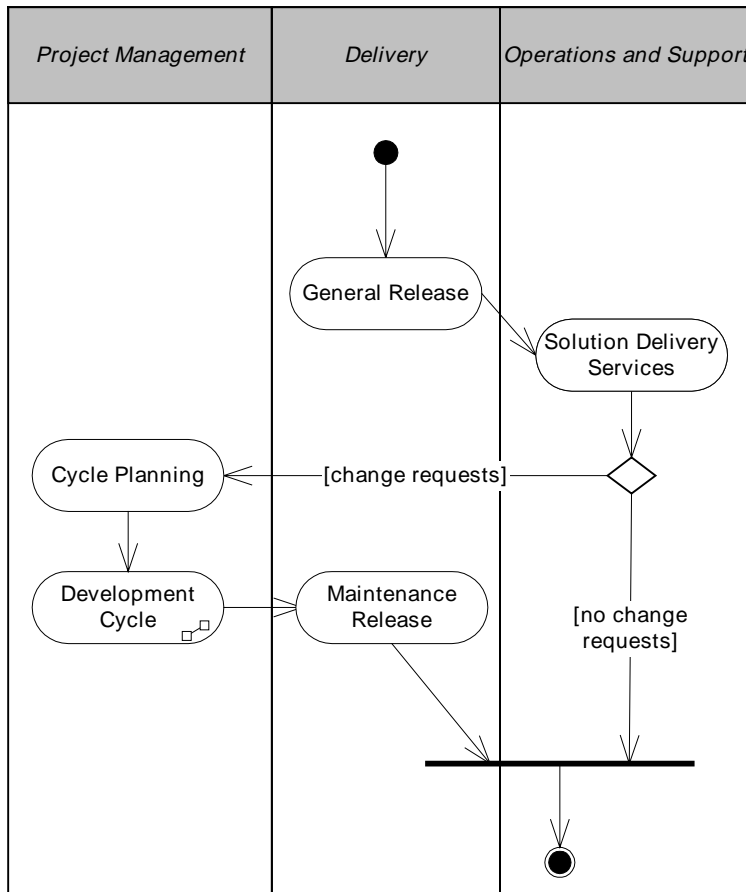 Project Management
Delivery
Operations and Support
General Release
Solution Delivery
Services
Cycle Planning
[change requests]
Development
Cycle
Maintenance
Release
[no change
requests]